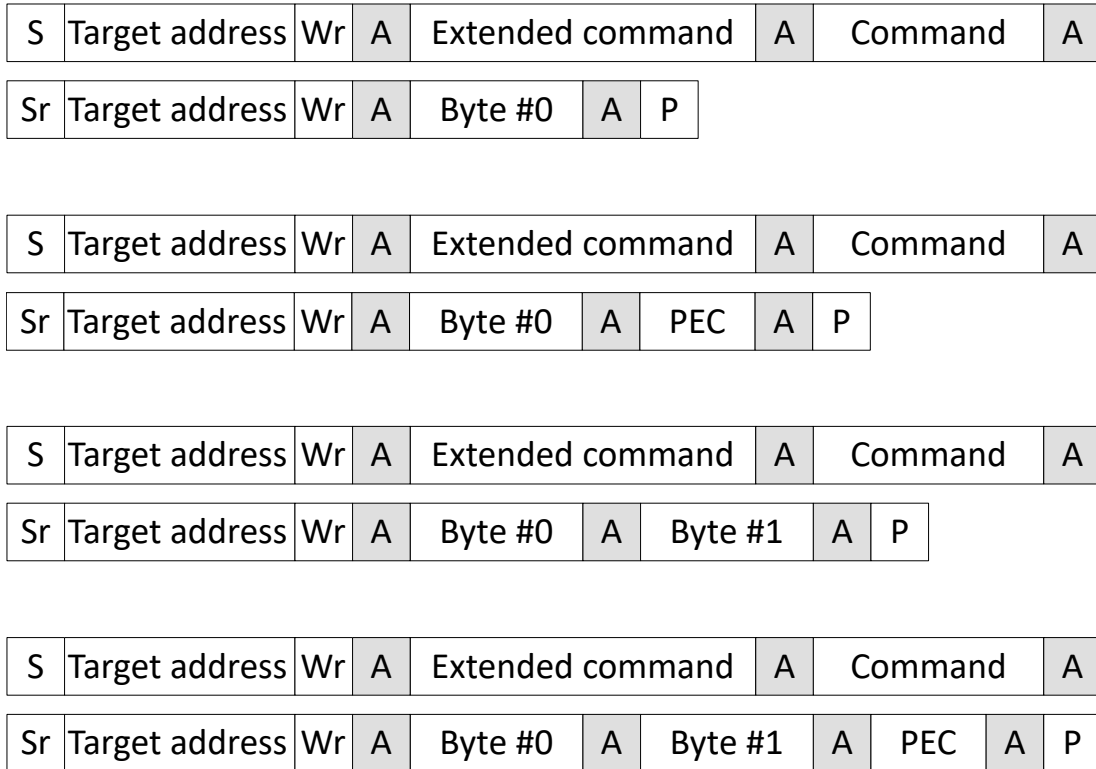 S Target address Wr A Extended command A Command A
Sr Target address Wr A Byte #0 A P
S Target address Wr A Extended command A Command A
Sr Target address Wr A Byte #0 A PEC A P
S Target address Wr A Extended command A Command A
Sr Target address Wr A Byte #0 A Byte #1 A P
S Target address Wr A Extended command A Command A
Sr Target address Wr A Byte #0 A Byte #1 A PEC A P